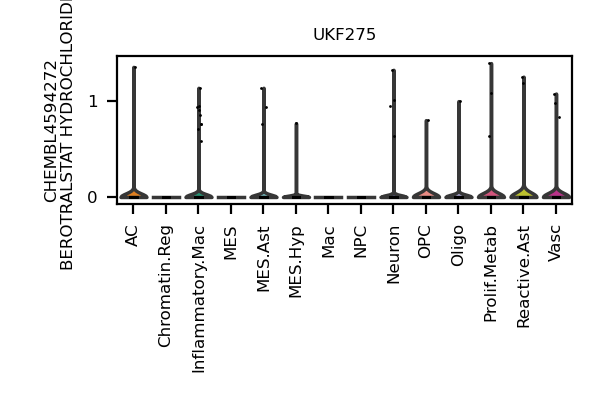 UKF275
CHEMBL4594272
BEROTRALSTAT HYDROCHLORIDE
1
0
AC
Chromatin.Reg
Inflammatory.Mac
MES
MES.Ast
MES.Hyp
Mac
NPC
Neuron
OPC
Oligo
Prolif.Metab
Reactive.Ast
Vasc